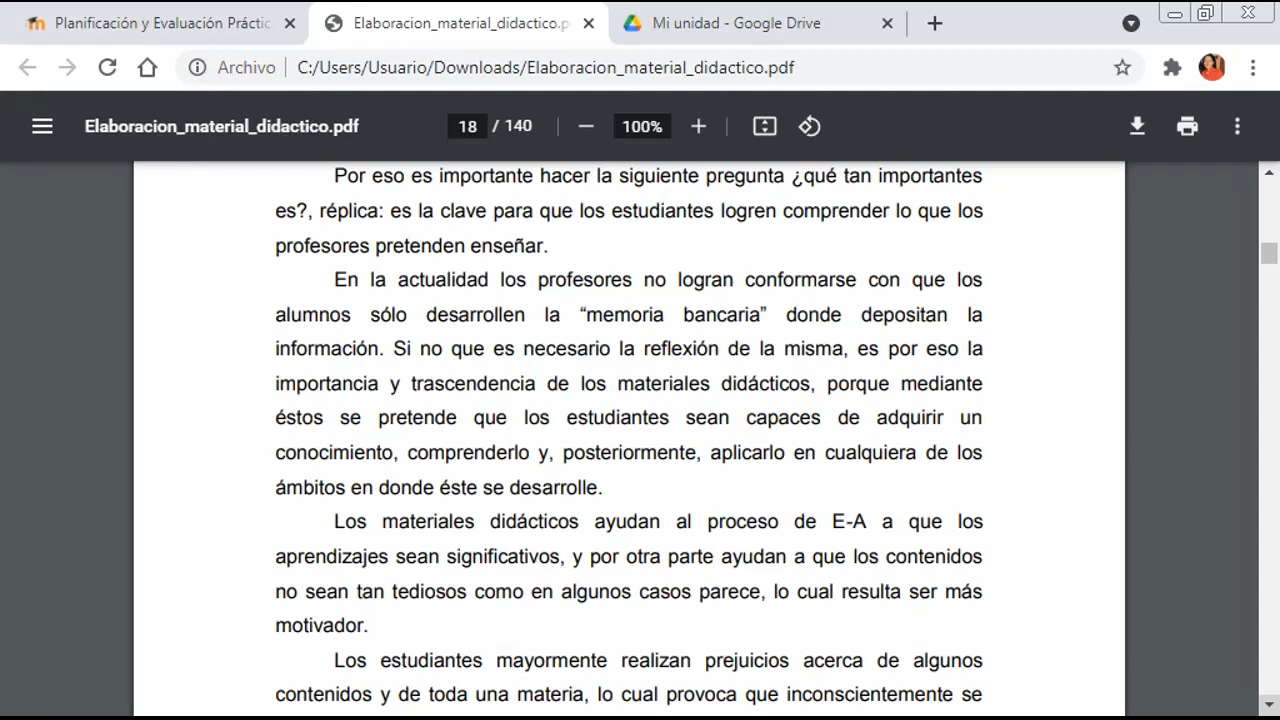 Planificación y Evaluación Práctic
Elaboracion_material_didactico.p
Mi unidad - Google Drive
Archivo
C:/Users/Usuario/Downloads/Elaboracion_material_didactico.pdf
Elaboracion_material_didactico.pdf
18 / 140
100%
Por eso es importante hacer la siguiente pregunta ¿qué tan importantes
es?, réplica: es la clave para que los estudiantes logren comprender lo que los
profesores pretenden enseñar.
En la actualidad los profesores no logran conformarse con que los
alumnos sólo desarrollen la “memoria bancaria” donde depositan la
información. Si no que es necesario la reflexión de la misma, es por eso la
importancia y trascendencia de los materiales didácticos, porque mediante
éstos se pretende que los estudiantes sean capaces de adquirir un
conocimiento, comprenderlo y, posteriormente, aplicarlo en cualquiera de los
ámbitos en donde éste se desarrolle.
Los materiales didácticos ayudan al proceso de E-A a que los
aprendizajes sean significativos, y por otra parte ayudan a que los contenidos
no sean tan tediosos como en algunos casos parece, lo cual resulta ser más
motivador.
Los estudiantes mayormente realizan prejuicios acerca de algunos
contenidos y de toda una materia, lo cual provoca que inconscientemente se